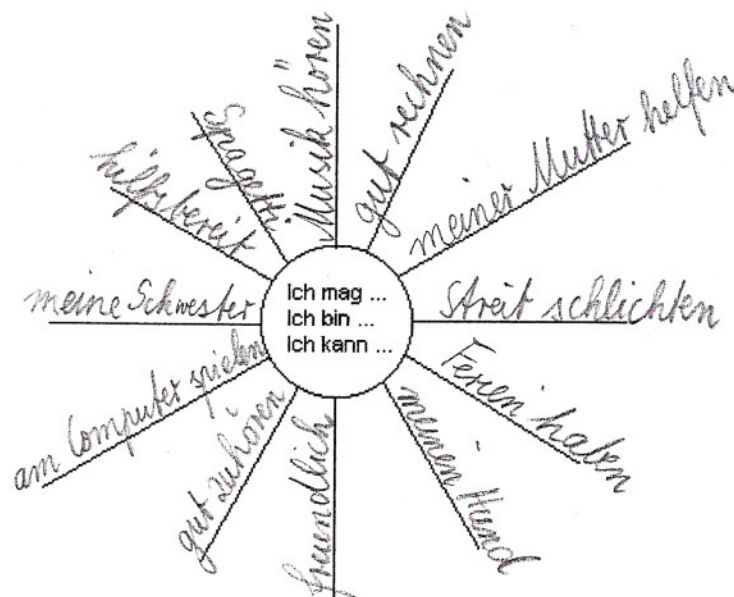 Musik hören
gut rechnen
meiner Mutter helfen
Streit schlichten
Ferien haben
meinen Hund
freundlich
gut zuhören
am Computer spielen
meine Schwester
hilfsbereit
Spagetti
Ich mag ...
Ich bin ...
Ich kann ...